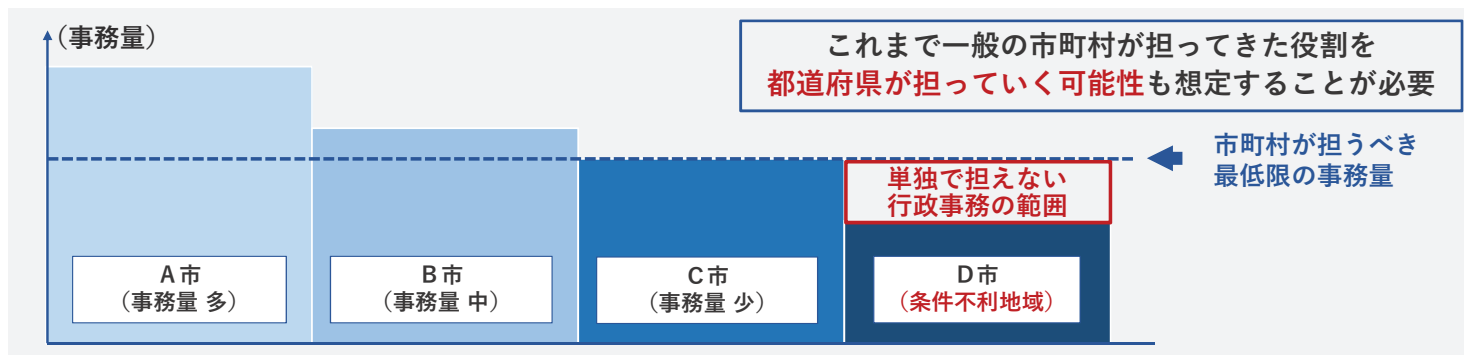 （事務量）
これまで一般の市町村が担ってきた役割を
都道府県が担っていく可能性も想定することが必要
市町村が担うべき
最低限の事務量
単独で担えない
行政事務の範囲
A市
（事務量 多）
B市
（事務量 中）
C市
（事務量 少）
D市
（条件不利地域）